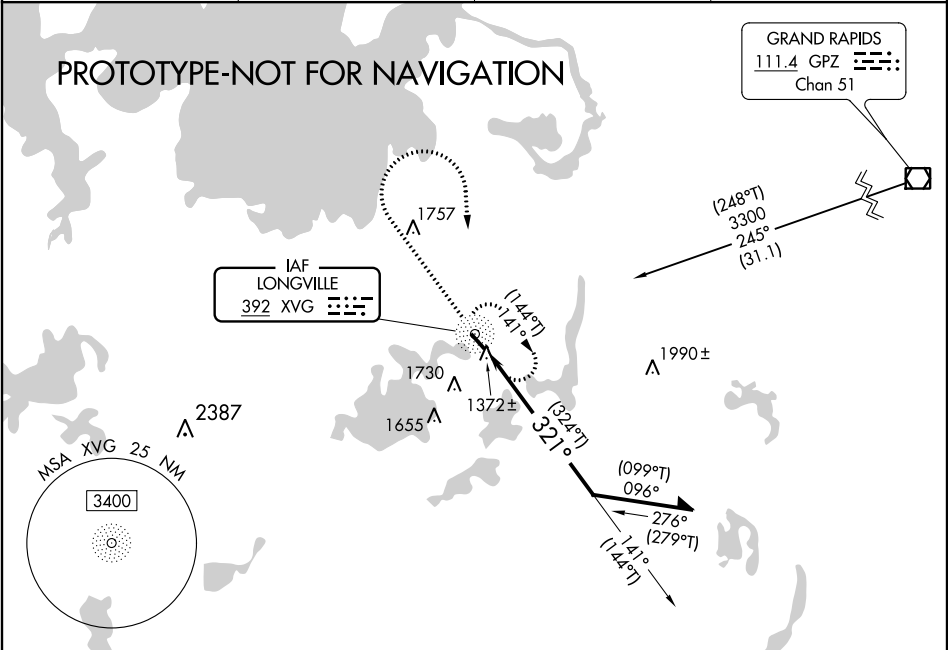 PROTOTYPE-NOT FOR NAVIGATION
GRAND RAPIDS
111.4 GPZ
Chan 51
(248°T)
3300
245°
(31.1)
1757
IAF
LONGVILLE
392 XVG
(144°T)
141°
1990±
1730
1372±
1655
2387
(324°T)
321°
MSA XVG 25 NM
3400
(099°T)
096°
276°
(279°T)
141°
(144°T)